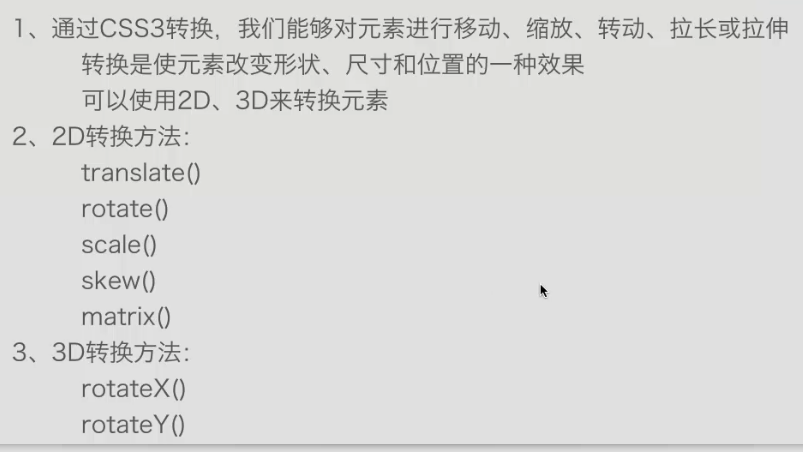 1、通过CSS3转换，我们能够对元素进行移动、缩放、转动、拉长或拉伸
转换是使元素改变形状、尺寸和位置的一种效果
可以使用2D、3D来转换元素
2、2D转换方法：
translate()
rotate()
scale()
skew()
matrix()
3、3D转换方法：
rotateX()
rotateY()